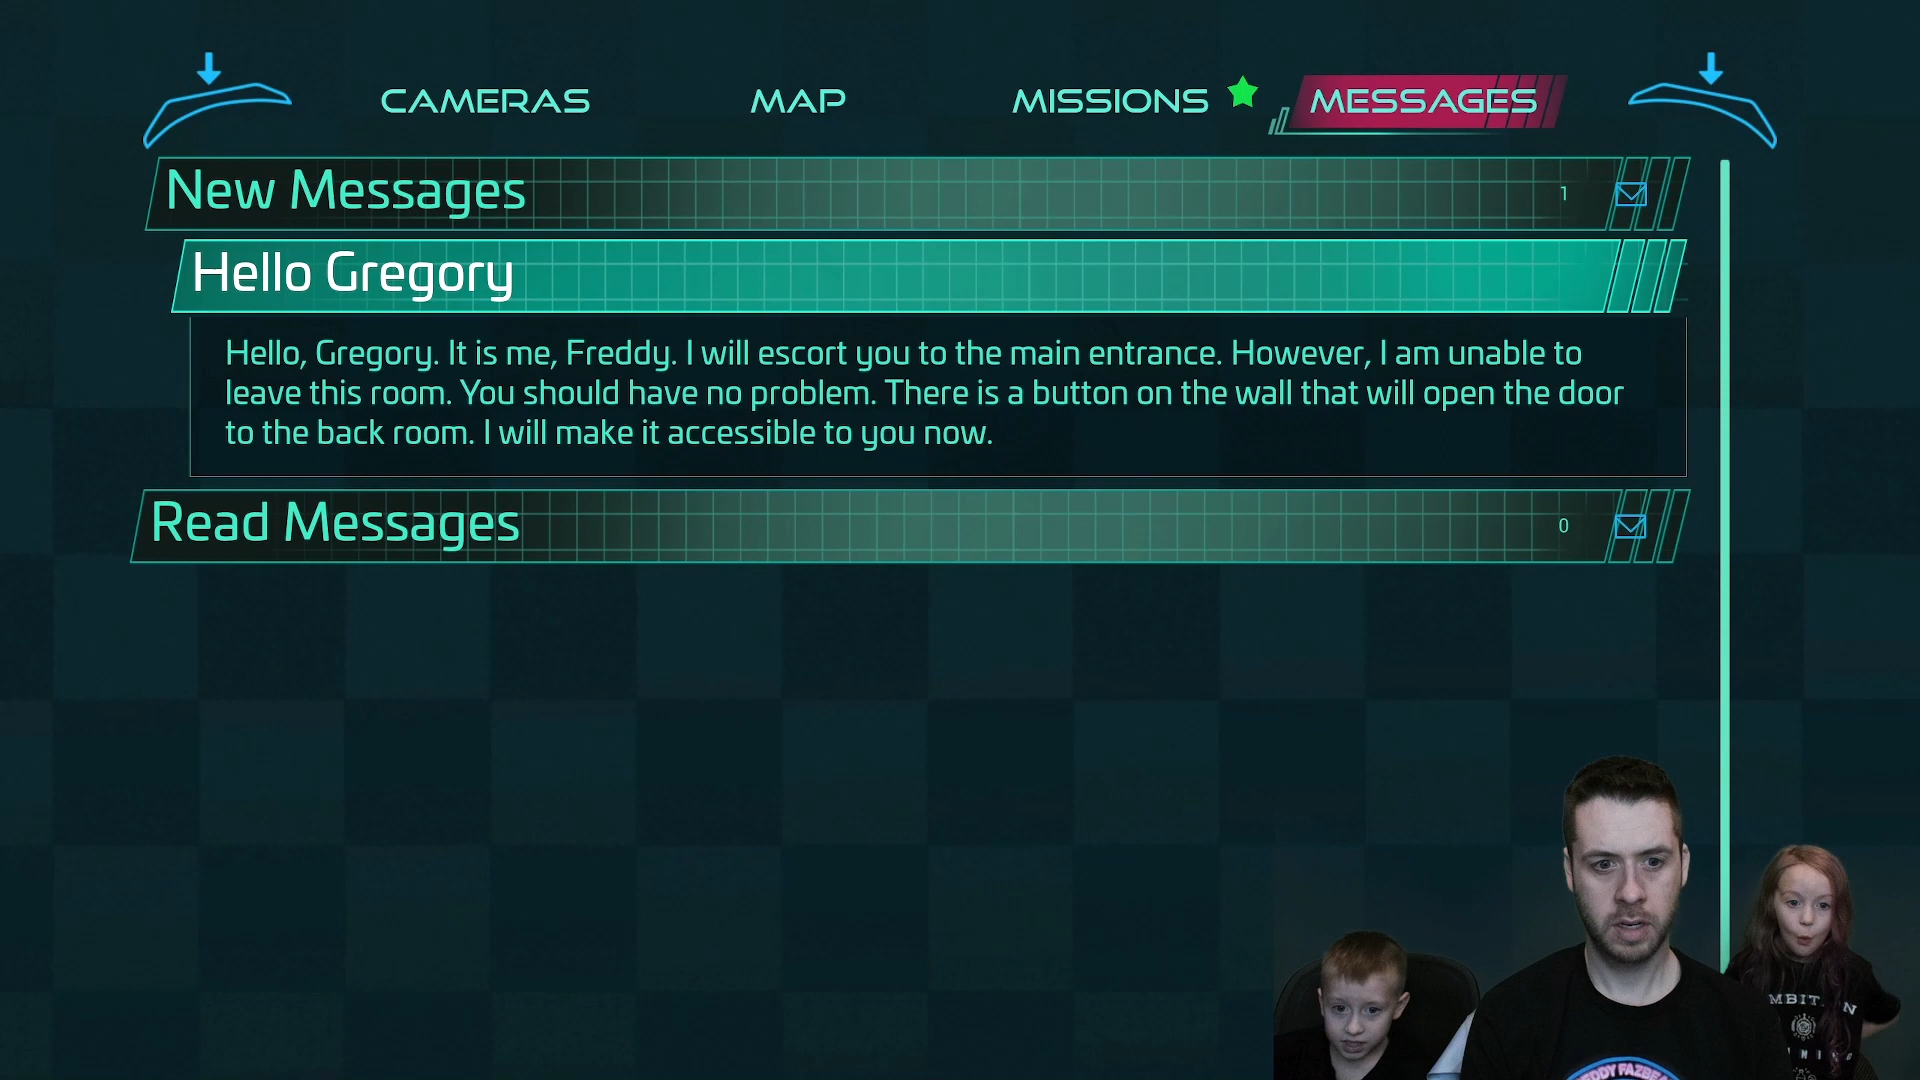 CAMERAS MAP MISSIONS MESSAGES
New Messages 1
Hello Gregory
Hello, Gregory. It is me, Freddy. I will escort you to the main entrance. However, I am unable to
leave this room. You should have no problem. There is a button on the wall that will open the door
to the back room. I will make it accessible to you now.
Read Messages 0